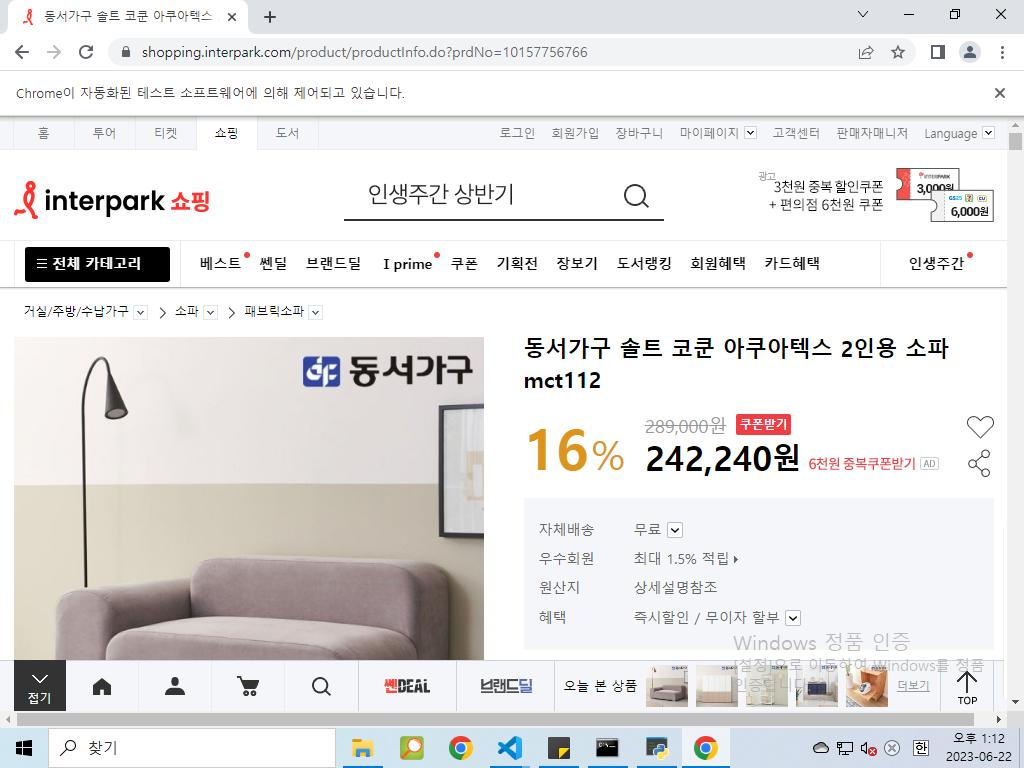 동서가구 솔트 코쿤 아쿠아텍스
shopping.interpark.com/product/productInfo.do?prdNo=10157756766
Chrome이 자동화된 테스트 소프트웨어에 의해 제어되고 있습니다.
홈 투어 티켓 쇼핑 도서 로그인 회원가입 장바구니 마이페이지 고객센터 판매자매니저 Language
interpark 쇼핑
인생주간 상반기
광고
3천원 중복 할인쿠폰
+ 편의점 6천원 쿠폰
INTERPARK
3,000원
GS25 CU
6,000원
전체 카테고리 베스트 쎈딜 브랜드딜 I prime 쿠폰 기획전 장보기 도서랭킹 회원혜택 카드혜택 인생주간
거실/주방/수납가구 소파 패브릭소파
동서가구
동서가구 솔트 코쿤 아쿠아텍스 2인용 소파
mct112
16% 289,000원 쿠폰받기
242,240원 6천원 중복쿠폰받기 AD
자체배송 무료
우수회원 최대 1.5% 적립
원산지 상세설명참조
혜택 즉시할인 / 무이자 할부
Windows 정품 인증
[설정]으로 이동하여 Windows를 정품
인증합니다.
접기 쎈DEAL 브랜드딜 오늘 본 상품 더보기 TOP
찾기
한
오후 1:12
2023-06-22